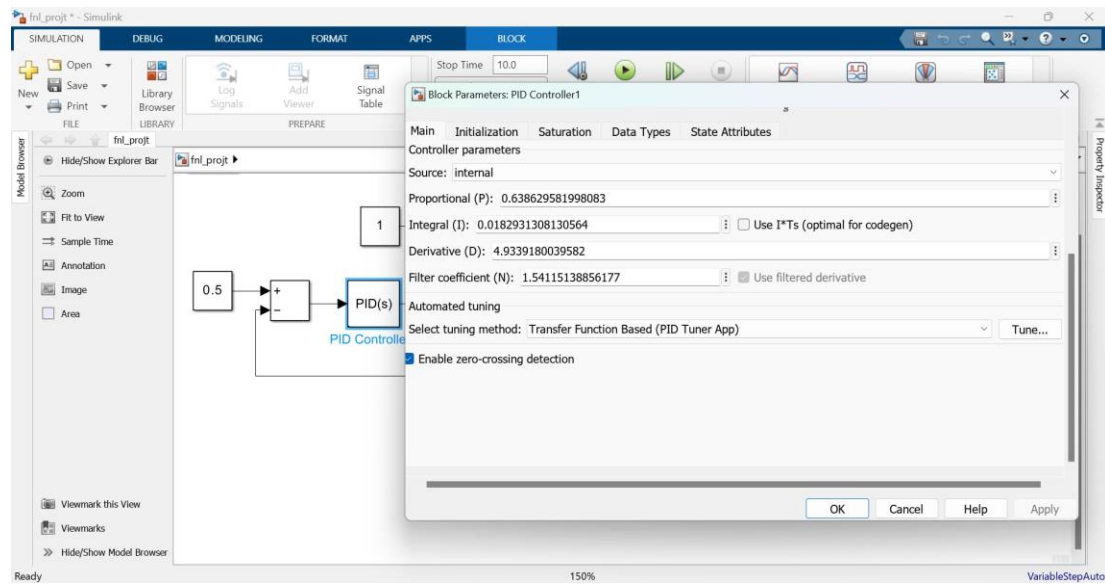 fnl_projt * - Simulink
SIMULATION DEBUG MODELING FORMAT APPS BLOCK
New
Open
Save
Print
FILE
Library Browser
LIBRARY
Log Signals
Add Viewer
Signal Table
PREPARE
Stop Time 10.0
Model Browser
fnl_projt
Hide/Show Explorer Bar
fnl_projt
Zoom
Fit to View
Sample Time
Annotation
Image
Area
Viewmark this View
Viewmarks
Hide/Show Model Browser
1
0.5
+
−
PID(s)
PID Controlle
Block Parameters: PID Controller1
Main Initialization Saturation Data Types State Attributes
Controller parameters
Source: internal
Proportional (P): 0.638629581998083
Integral (I): 0.0182931308130564 Use I*Ts (optimal for codegen)
Derivative (D): 4.9339180039582
Filter coefficient (N): 1.54115138856177 Use filtered derivative
Automated tuning
Select tuning method: Transfer Function Based (PID Tuner App) Tune...
Enable zero-crossing detection
OK Cancel Help Apply
Property Inspector
Ready 150% VariableStepAuto